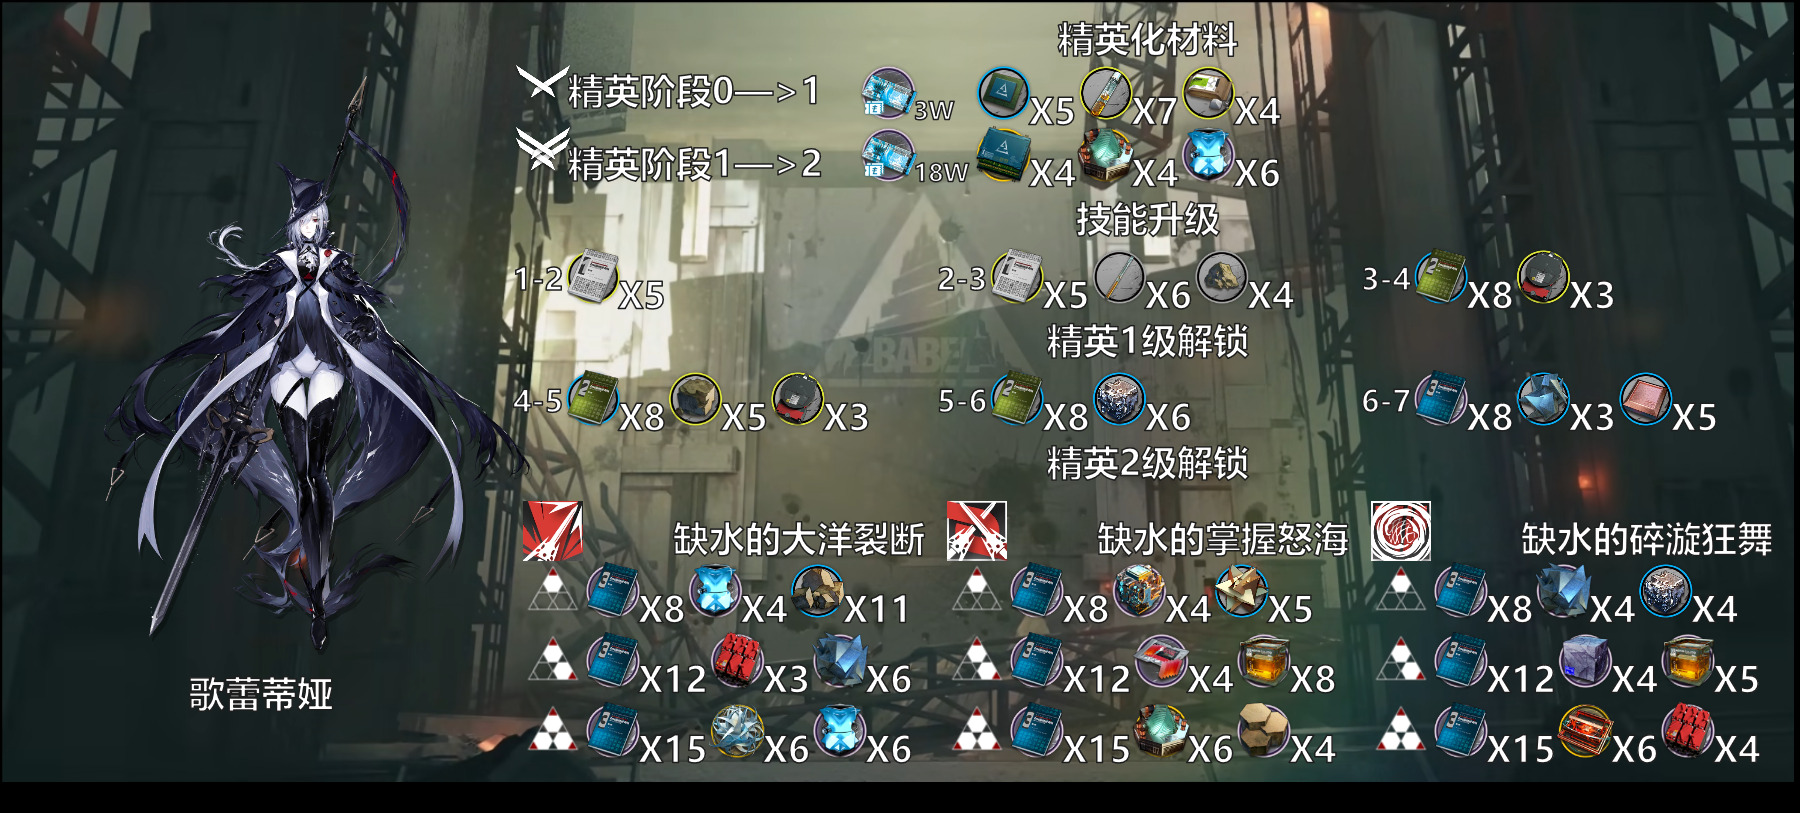 精英化材料
精英阶段0—>1 3W X5 X7 X4
精英阶段1—>2 18W X4 X4 X6
技能升级
1-2 X5 2-3 X5 X6 X4 3-4 X8 X3
精英1级解锁
BABEL
4-5 X8 X5 X3 5-6 X8 X6 6-7 X8 X3 X5
精英2级解锁
缺水的大洋裂断 缺水的掌握怒海 缺水的碎漩狂舞
X8 X4 X11 X8 X4 X5 X8 X4 X4
X12 X3 X6 X12 X4 X8 X12 X4 X5
歌蕾蒂娅
X15 X6 X6 X15 X6 X4 X15 X6 X4